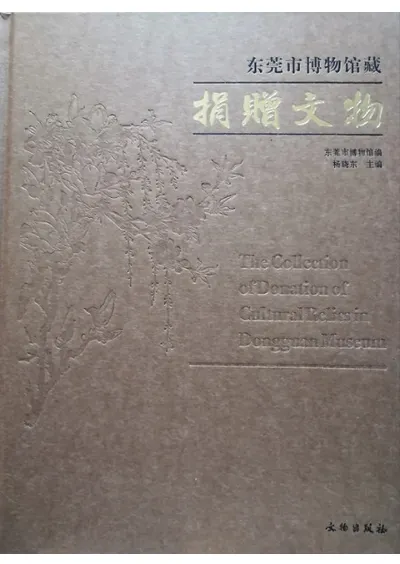 东莞市博物馆藏
捐赠文物
东莞市博物馆编
杨晓东 主编
The Collection
of Donation of
Cultural Relics in
Dongguan Museum
文物出版社